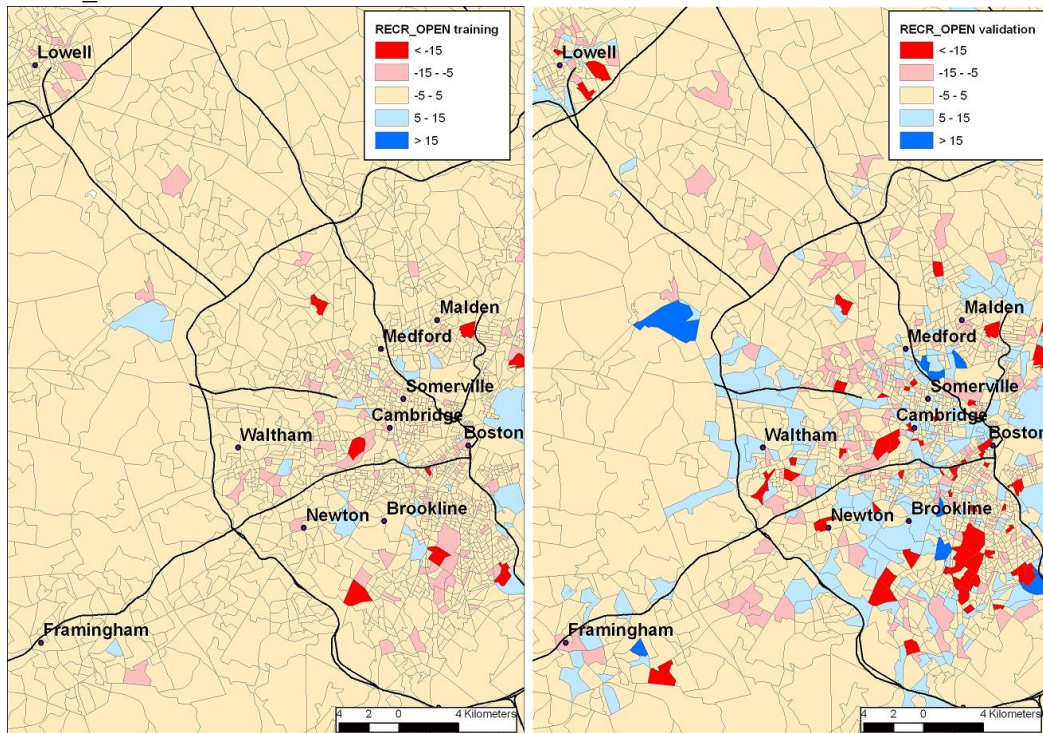 RECR_OPEN training
< -15
-15 - -5
-5 - 5
5 - 15
> 15
Lowell
Malden
Medford
Somerville
Cambridge
Boston
Waltham
Newton
Brookline
Framingham
4 2 0 4 Kilometers
RECR_OPEN validation
< -15
-15 - -5
-5 - 5
5 - 15
> 15
Lowell
Malden
Medford
Somerville
Cambridge
Boston
Waltham
Newton
Brookline
Framingham
4 2 0 4 Kilometers